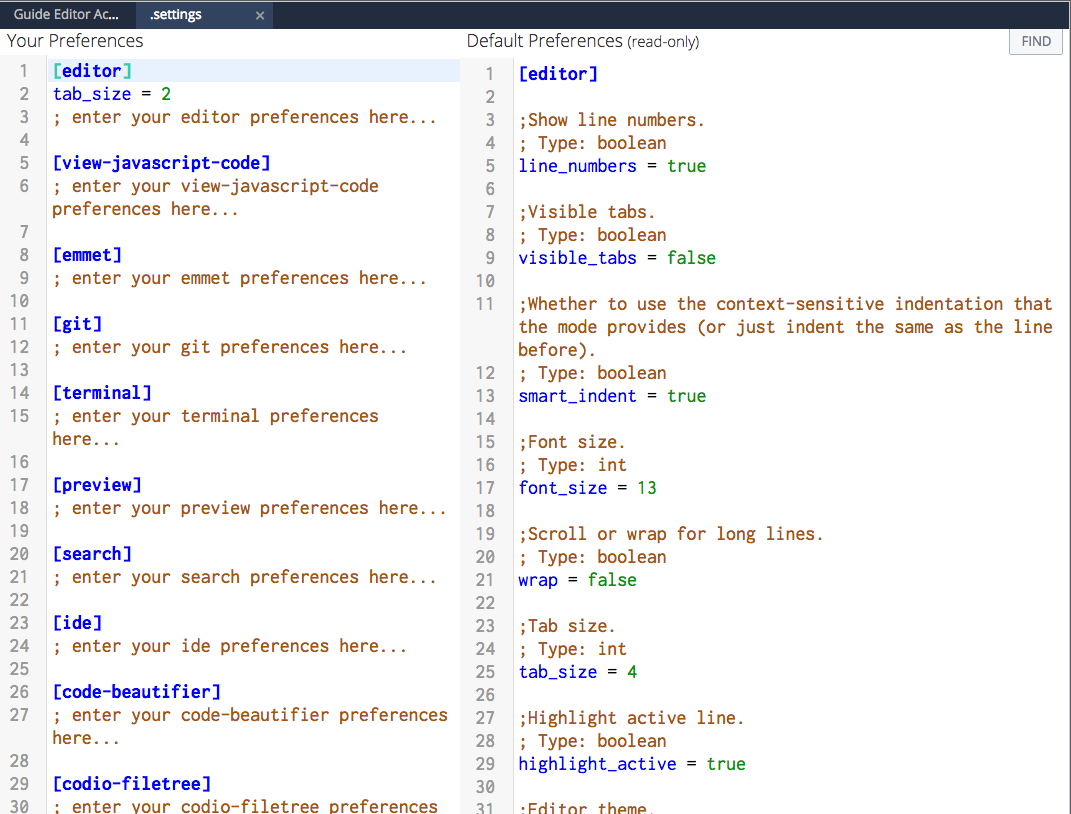 Guide Editor Ac...
.settings ×
Your Preferences
1 [editor]
2 tab_size = 2
3 ; enter your editor preferences here...
4
5 [view-javascript-code]
6 ; enter your view-javascript-code
preferences here...
7
8 [emmet]
9 ; enter your emmet preferences here...
10
11 [git]
12 ; enter your git preferences here...
13
14 [terminal]
15 ; enter your terminal preferences
here...
16
17 [preview]
18 ; enter your preview preferences here...
19
20 [search]
21 ; enter your search preferences here...
22
23 [ide]
24 ; enter your ide preferences here...
25
26 [code-beautifier]
27 ; enter your code-beautifier preferences
here...
28
29 [codio-filetree]
30 ; enter your codio-filetree preferences
Default Preferences (read-only)
FIND
1 [editor]
2
3 ;Show line numbers.
4 ; Type: boolean
5 line_numbers = true
6
7 ;Visible tabs.
8 ; Type: boolean
9 visible_tabs = false
10
11 ;Whether to use the context-sensitive indentation that
the mode provides (or just indent the same as the line
before).
12 ; Type: boolean
13 smart_indent = true
14
15 ;Font size.
16 ; Type: int
17 font_size = 13
18
19 ;Scroll or wrap for long lines.
20 ; Type: boolean
21 wrap = false
22
23 ;Tab size.
24 ; Type: int
25 tab_size = 4
26
27 ;Highlight active line.
28 ; Type: boolean
29 highlight_active = true
30
31 ;Editor theme.